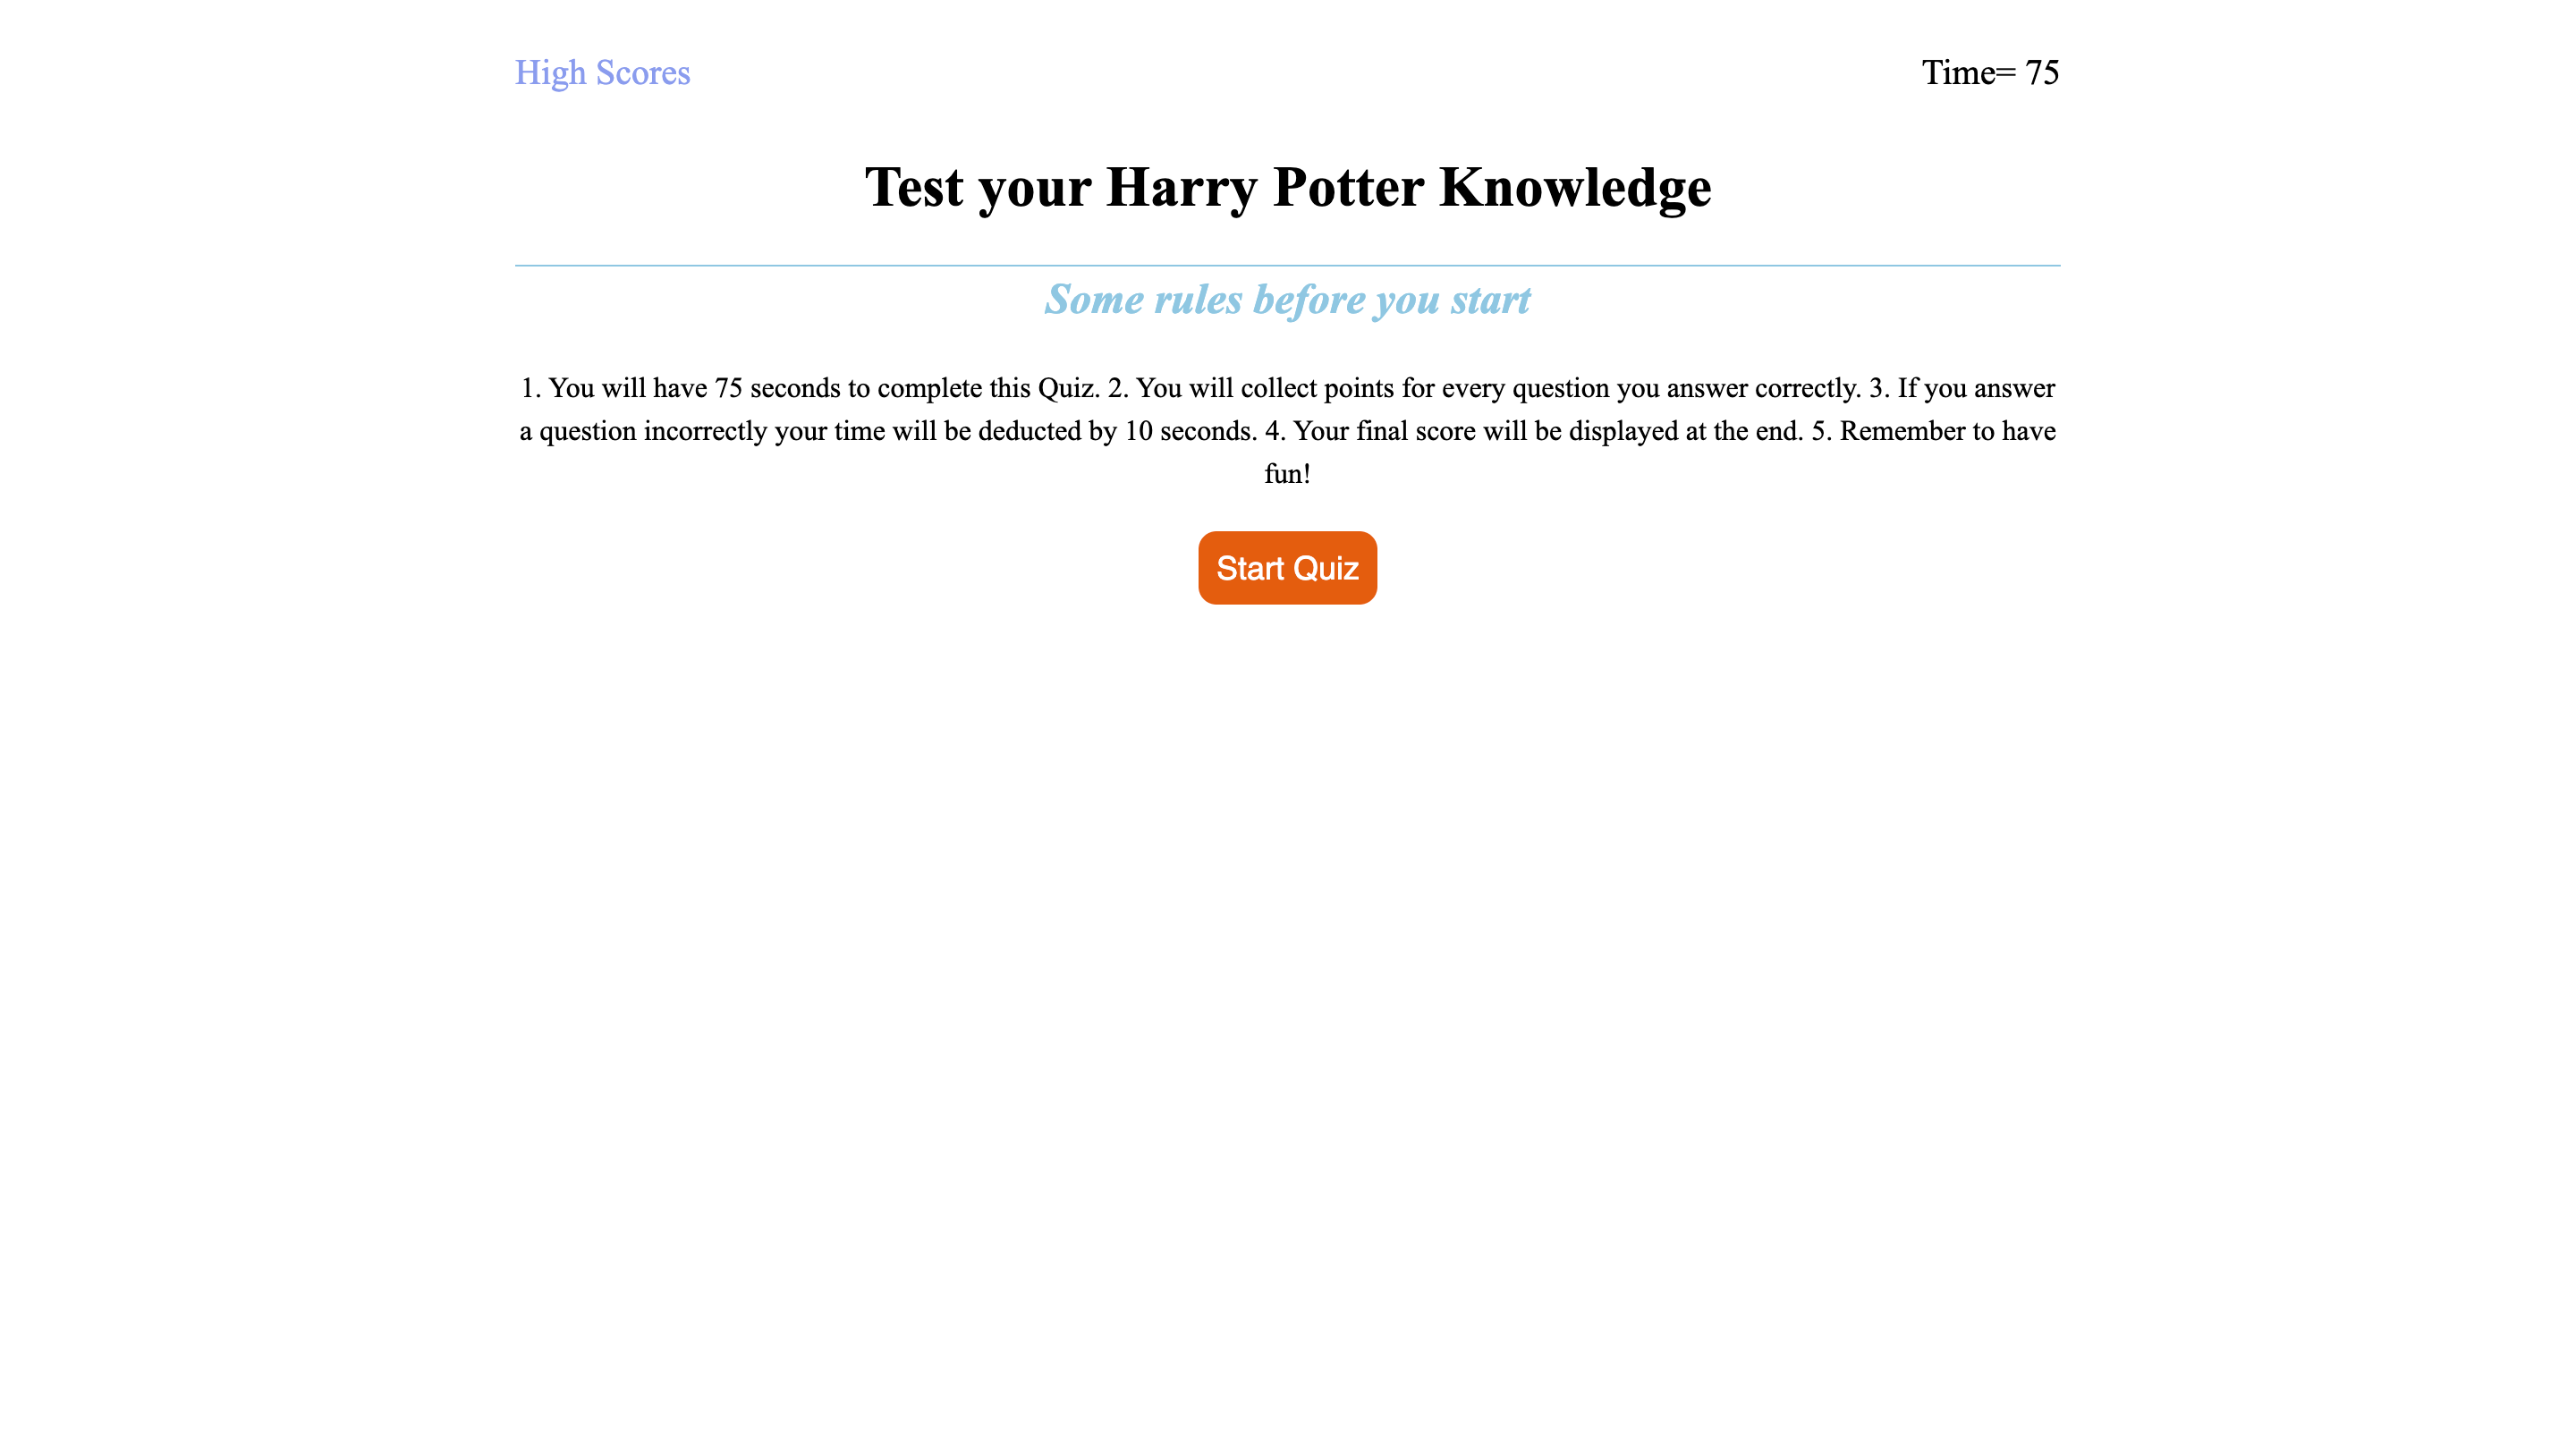 High Scores
Time= 75
Test your Harry Potter Knowledge
Some rules before you start
1. You will have 75 seconds to complete this Quiz. 2. You will collect points for every question you answer correctly. 3. If you answer
a question incorrectly your time will be deducted by 10 seconds. 4. Your final score will be displayed at the end. 5. Remember to have
fun!
Start Quiz